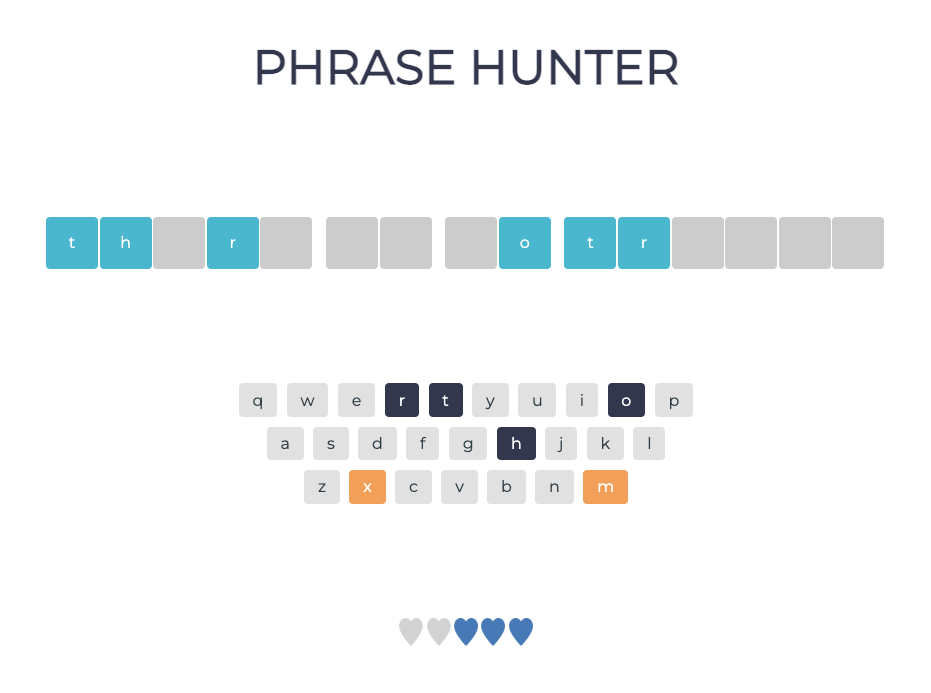 PHRASE HUNTER
t h r o t r
q w e r t y u i o p
a s d f g h j k l
z x c v b n m